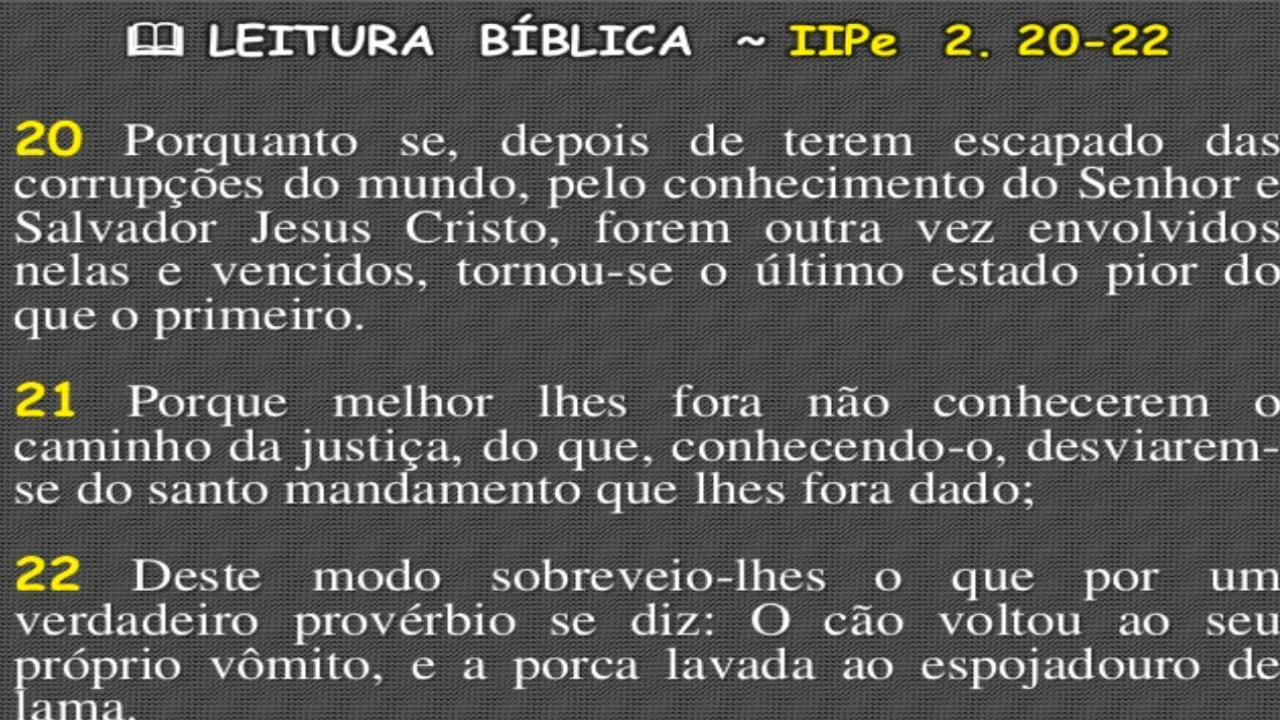 LEITURA BÍBLICA ~ IIPe 2. 20-22
20 Porquanto se, depois de terem escapado das
corrupções do mundo, pelo conhecimento do Senhor e
Salvador Jesus Cristo, forem outra vez envolvidos
nelas e vencidos, tornou-se o último estado pior do
que o primeiro.
21 Porque melhor lhes fora não conhecerem o
caminho da justiça, do que, conhecendo-o, desviarem-
se do santo mandamento que lhes fora dado;
22 Deste modo sobreveio-lhes o que por um
verdadeiro provérbio se diz: O cão voltou ao seu
próprio vômito, e a porca lavada ao espojadouro de
lama.